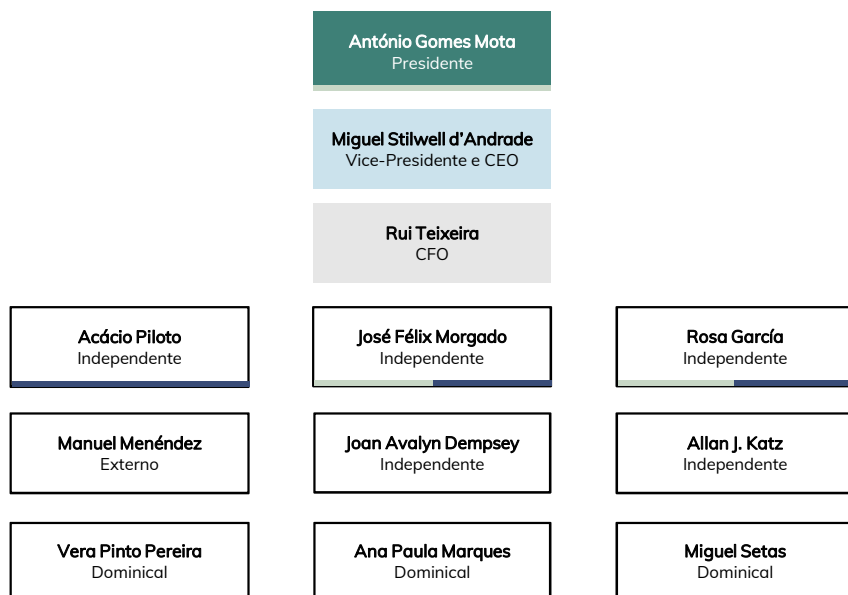 António Gomes Mota
Presidente
Miguel Stilwell d'Andrade
Vice-Presidente e CEO
Rui Teixeira
CFO
Acácio Piloto
Independente
José Félix Morgado
Independente
Rosa García
Independente
Manuel Menéndez
Externo
Joan Avalyn Dempsey
Independente
Allan J. Katz
Independente
Vera Pinto Pereira
Dominical
Ana Paula Marques
Dominical
Miguel Setas
Dominical